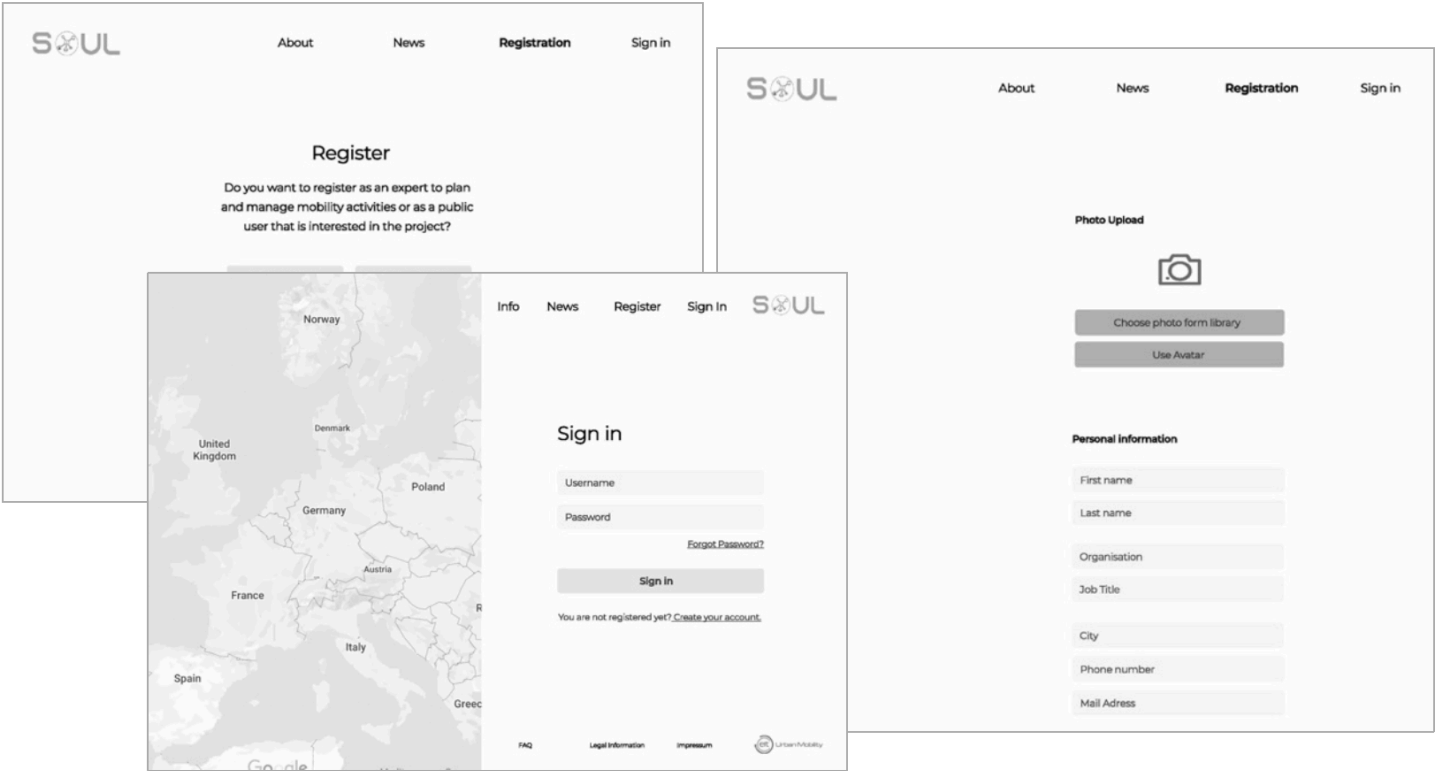 SOUL
About
News
Registration
Sign in
Register
Do you want to register as an expert to plan
and manage mobility activities or as a public
user that is interested in the project?
SOUL
About
News
Registration
Sign in
Photo Upload
Choose photo form library
Use Avatar
Personal information
First name
Last name
Organisation
Job Title
City
Phone number
Mail Adress
Info
News
Register
Sign In
SOUL
Norway
Denmark
United
Kingdom
Poland
Germany
Austria
France
Italy
Spain
Greec
Google
Sign in
Username
Password
Forgot Password?
Sign in
You are not registered yet? Create your account.
FAQ
Legal Information
Impressum
Urban Mobility